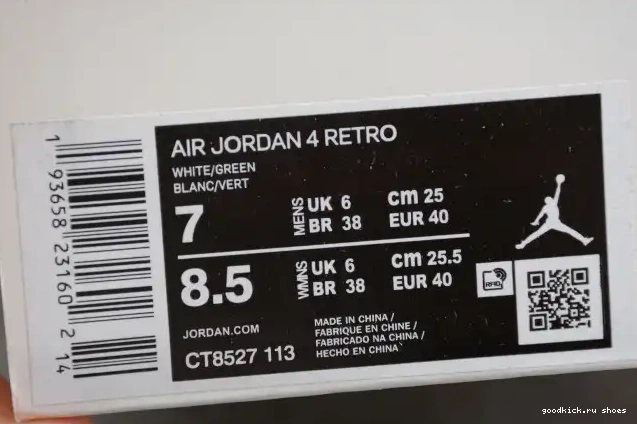 AIR JORDAN 4 RETRO
WHITE/GREEN
BLANC/VERT
7 MENS UK 6 cm 25
BR 38 EUR 40
8.5 WMNS UK 6 cm 25.5
BR 38 EUR 40
JORDAN.COM
CT8527 113
MADE IN CHINA /
FABRIQUE EN CHINE /
FABRICADO NA CHINA /
HECHO EN CHINA
RFID
1 93658 23160 2 14
goodkick.ru shoes